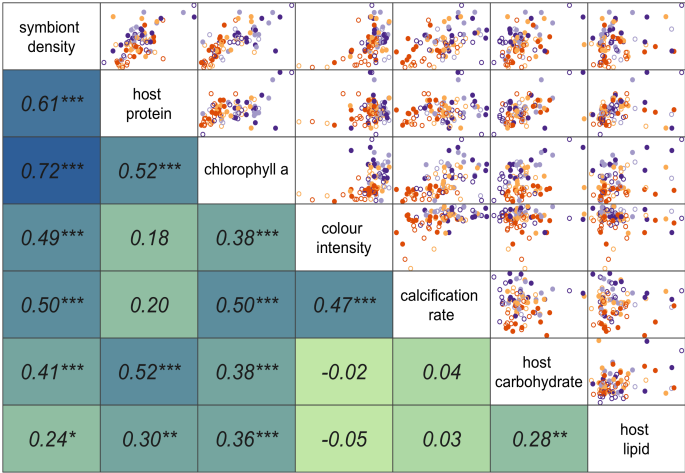 symbiont
density
0.61***
host
protein
0.72***
0.52***
chlorophyll a
0.49***
0.18
0.38***
colour
intensity
0.50***
0.20
0.50***
0.47***
calcification
rate
0.41***
0.52***
0.38***
-0.02
0.04
host
carbohydrate
0.24*
0.30**
0.36***
-0.05
0.03
0.28**
host
lipid